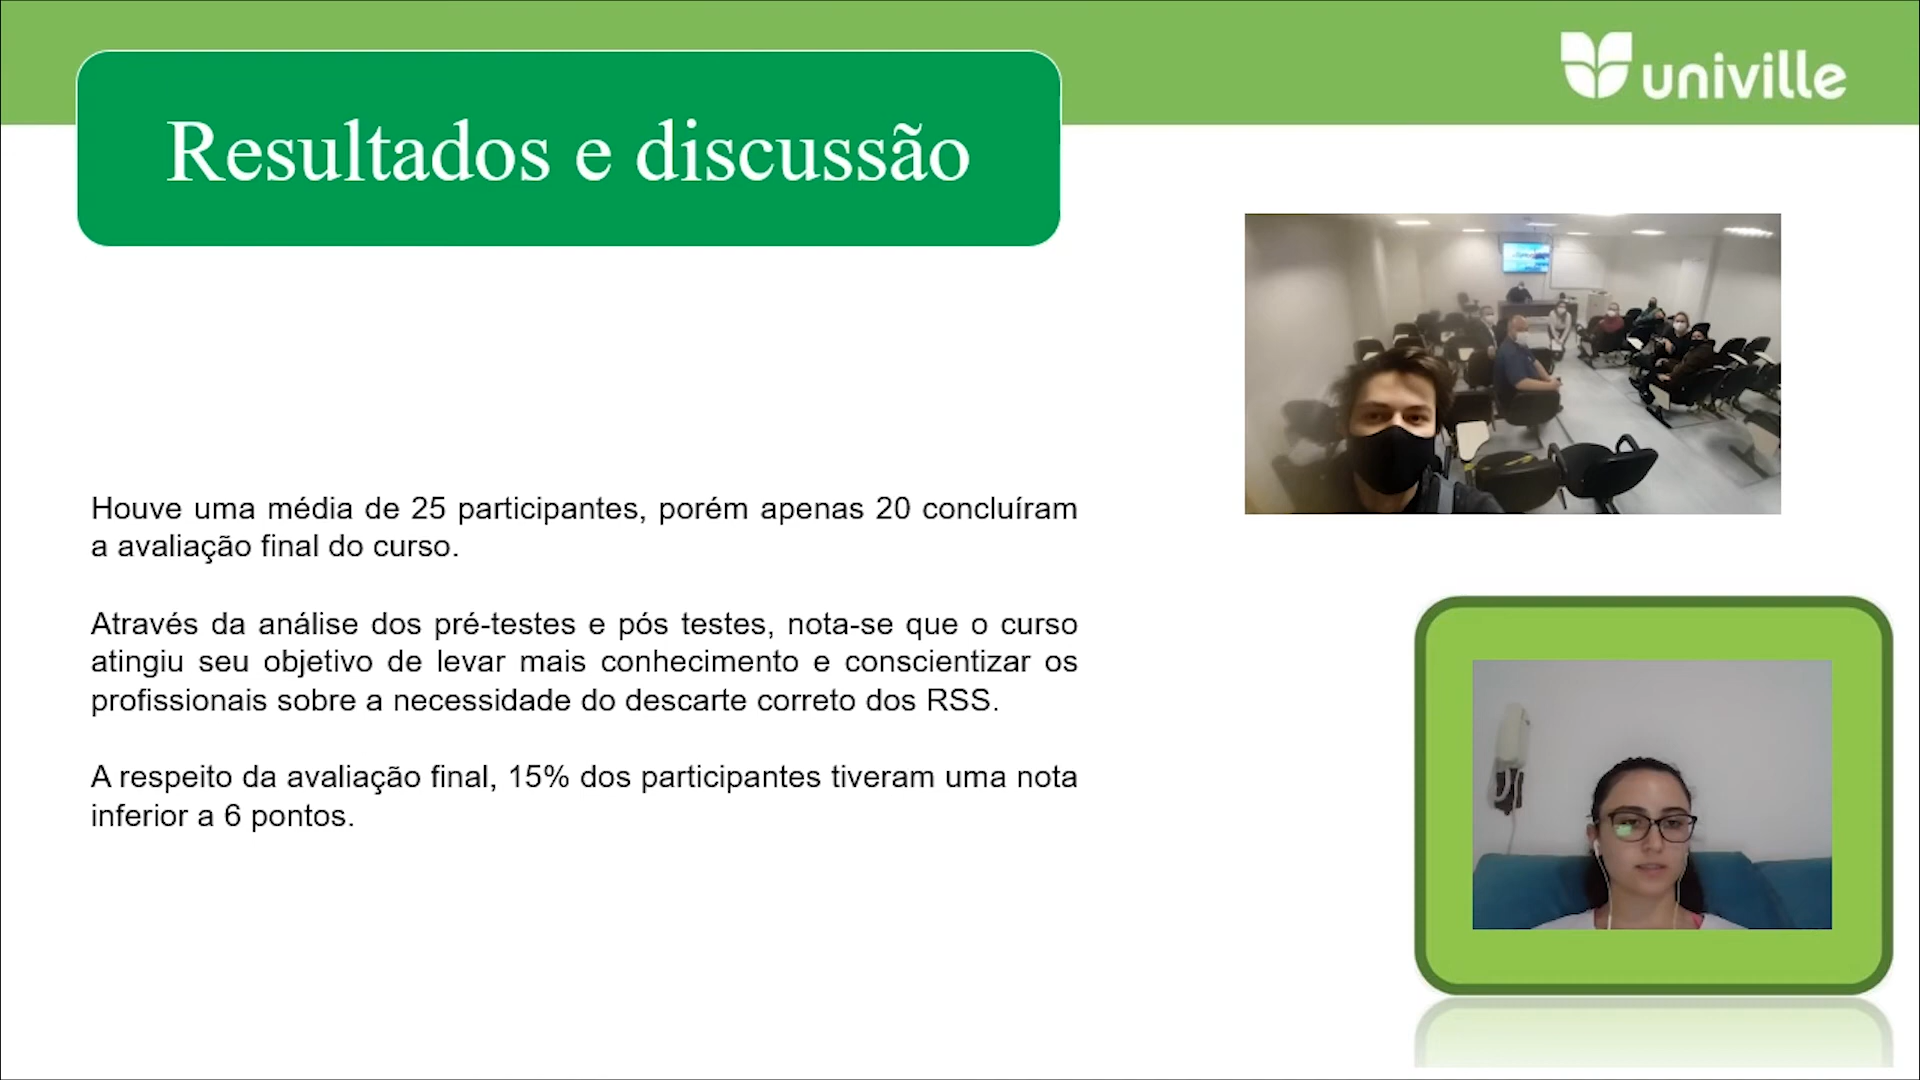 univille
Resultados e discussão
Houve uma média de 25 participantes, porém apenas 20 concluíram
a avaliação final do curso.
Através da análise dos pré-testes e pós testes, nota-se que o curso
atingiu seu objetivo de levar mais conhecimento e conscientizar os
profissionais sobre a necessidade do descarte correto dos RSS.
A respeito da avaliação final, 15% dos participantes tiveram uma nota
inferior a 6 pontos.